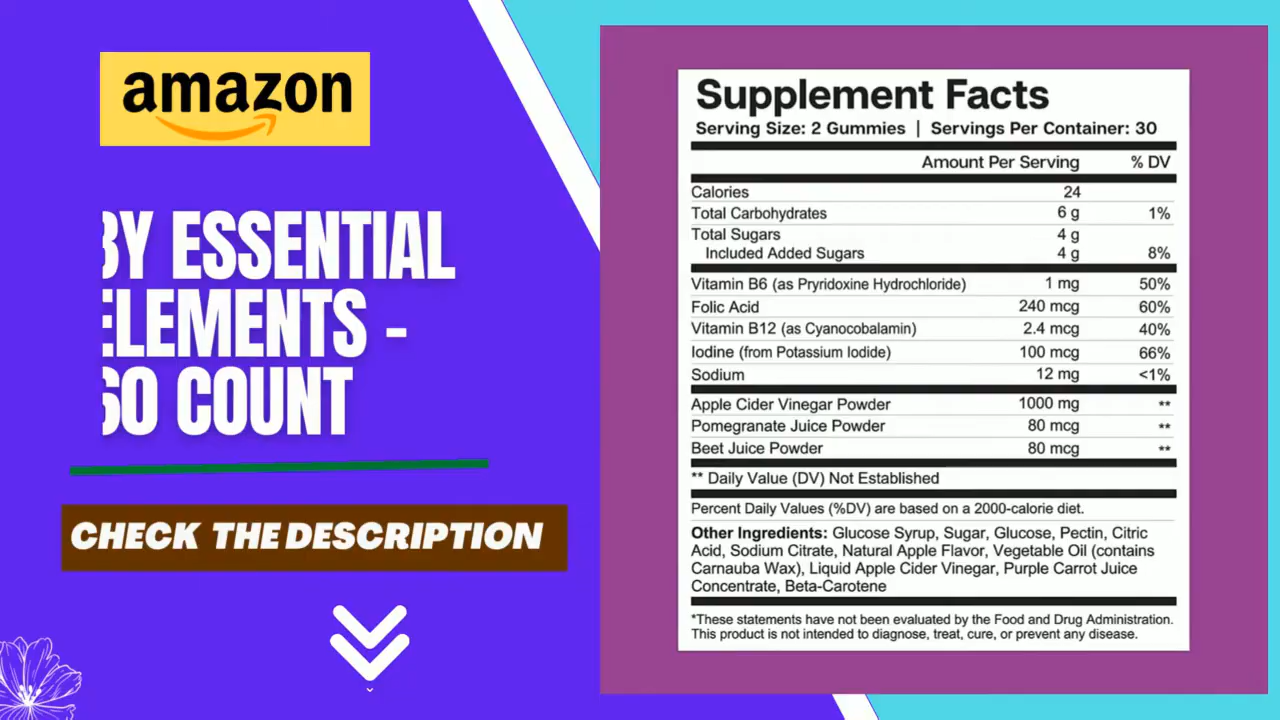 amazon
BY ESSENTIAL
ELEMENTS -
60 COUNT
CHECK THE DESCRIPTION
Supplement Facts
Serving Size: 2 Gummies | Servings Per Container: 30
Amount Per Serving % DV
Calories 24
Total Carbohydrates 6 g 1%
Total Sugars 4 g
Included Added Sugars 4 g 8%
Vitamin B6 (as Pryridoxine Hydrochloride) 1 mg 50%
Folic Acid 240 mcg 60%
Vitamin B12 (as Cyanocobalamin) 2.4 mcg 40%
Iodine (from Potassium Iodide) 100 mcg 66%
Sodium 12 mg <1%
Apple Cider Vinegar Powder 1000 mg **
Pomegranate Juice Powder 80 mcg **
Beet Juice Powder 80 mcg **
** Daily Value (DV) Not Established
Percent Daily Values (%DV) are based on a 2000-calorie diet.
Other Ingredients: Glucose Syrup, Sugar, Glucose, Pectin, Citric
Acid, Sodium Citrate, Natural Apple Flavor, Vegetable Oil (contains
Carnauba Wax), Liquid Apple Cider Vinegar, Purple Carrot Juice
Concentrate, Beta-Carotene
*These statements have not been evaluated by the Food and Drug Administration.
This product is not intended to diagnose, treat, cure, or prevent any disease.